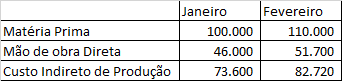 Janeiro Fevereiro
Matéria Prima 100.000 110.000
Mão de obra Direta 46.000 51.700
Custo Indireto de Produção 73.600 82.720